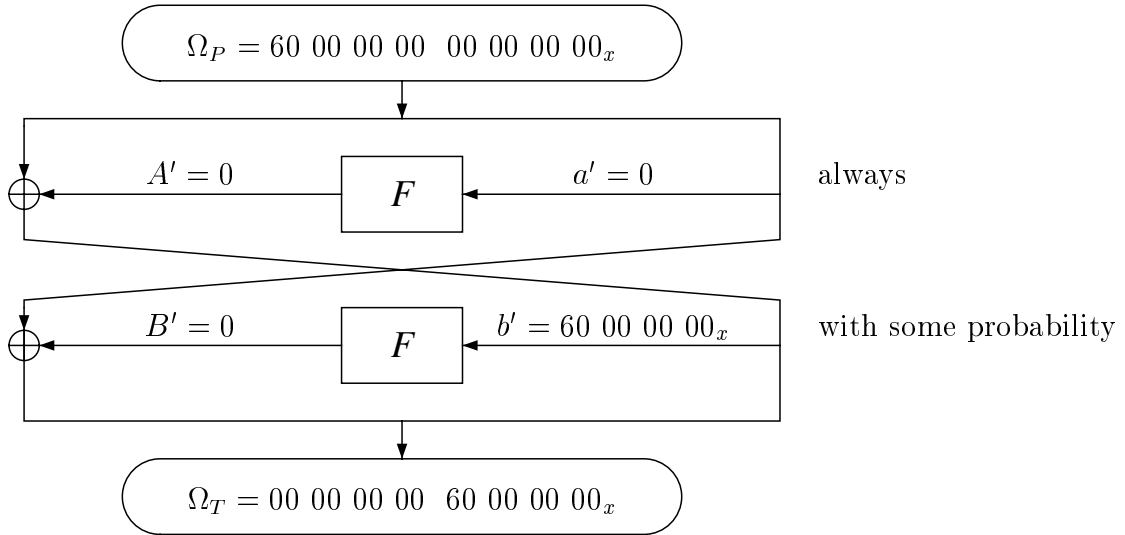 Ω_P = 60 00 00 00 00 00 00 00_x
A′ = 0
F
a′ = 0
always
B′ = 0
F
b′ = 60 00 00 00_x
with some probability
Ω_T = 00 00 00 00 60 00 00 00_x